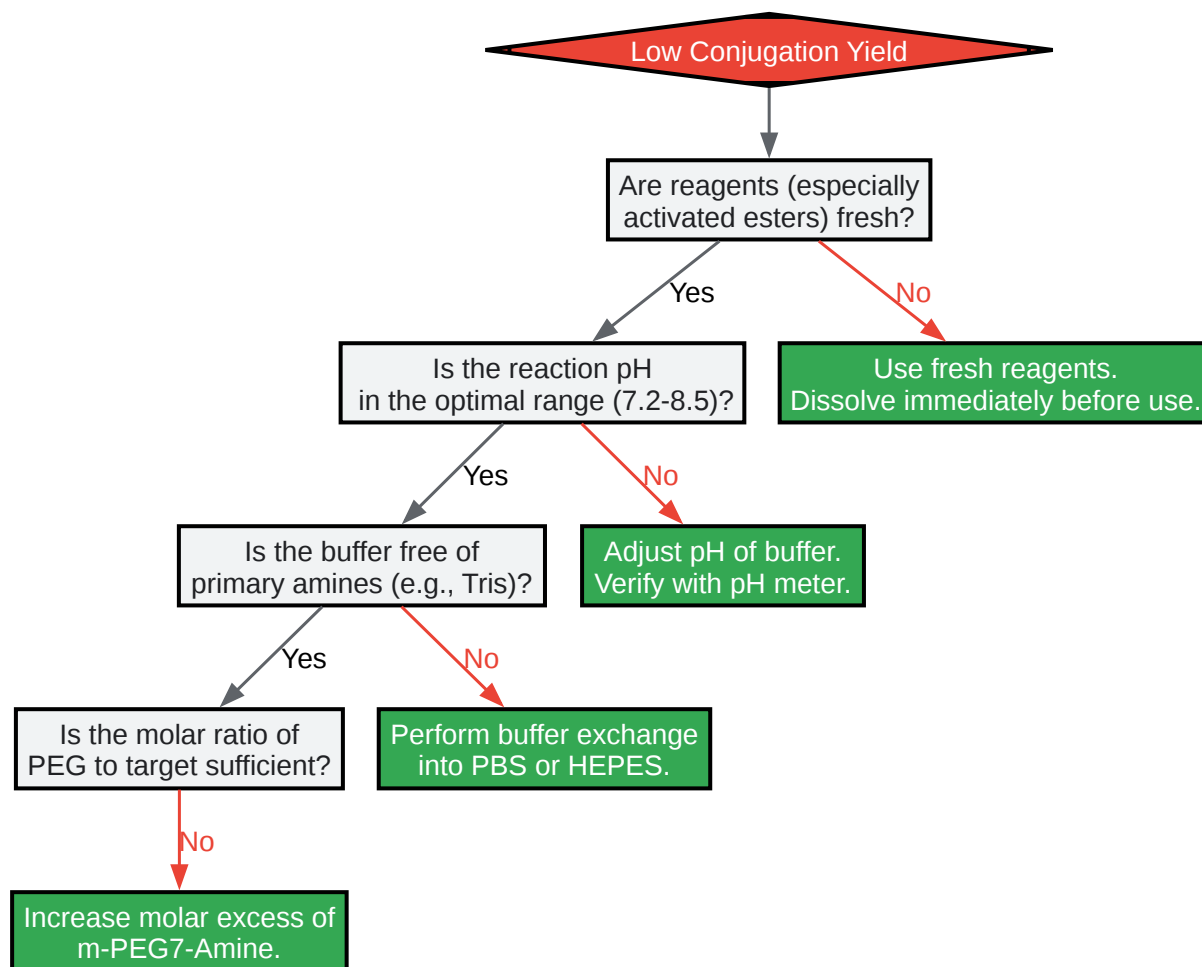 Low Conjugation Yield
Are reagents (especially
activated esters) fresh?
Yes
No
Is the reaction pH
in the optimal range (7.2-8.5)?
Use fresh reagents.
Dissolve immediately before use.
Yes
No
Is the buffer free of
primary amines (e.g., Tris)?
Adjust pH of buffer.
Verify with pH meter.
Yes
No
Is the molar ratio of
PEG to target sufficient?
Perform buffer exchange
into PBS or HEPES.
No
Increase molar excess of
m-PEG7-Amine.